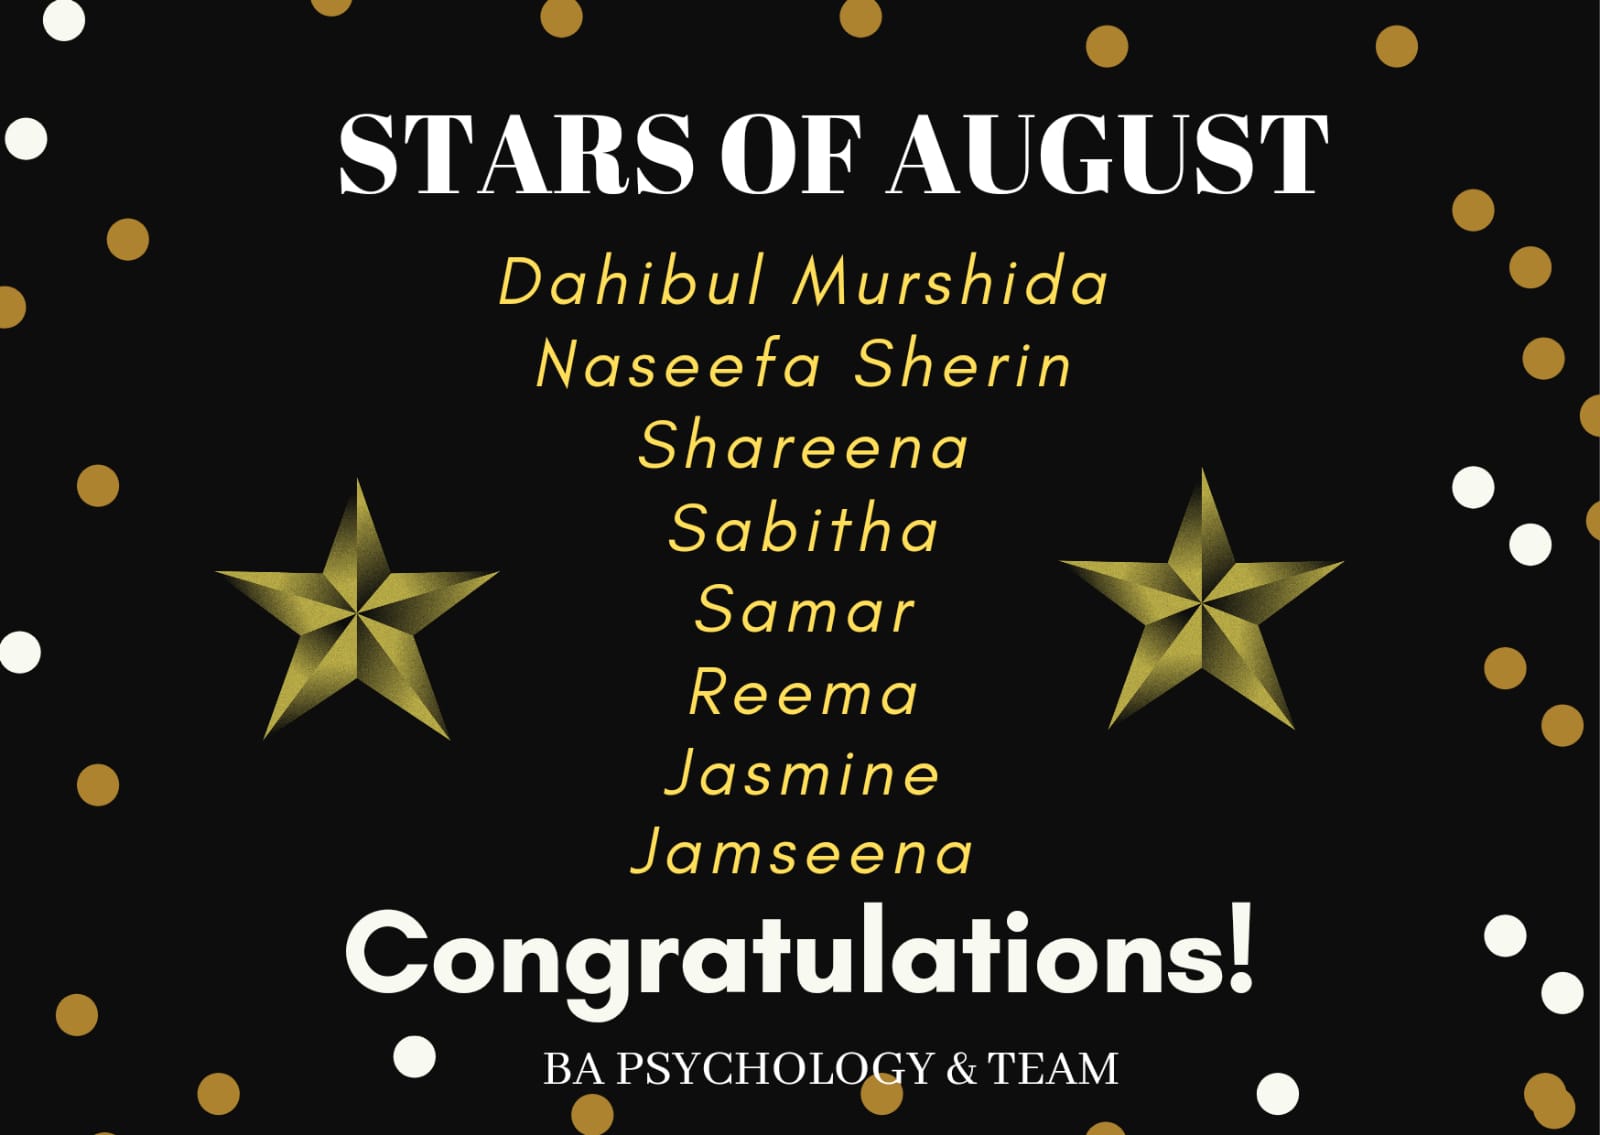 STARS OF AUGUST
Dahibul Murshida
Naseefa Sherin
Shareena
Sabitha
Samar
Reema
Jasmine
Jamseena
Congratulations!
BA PSYCHOLOGY & TEAM